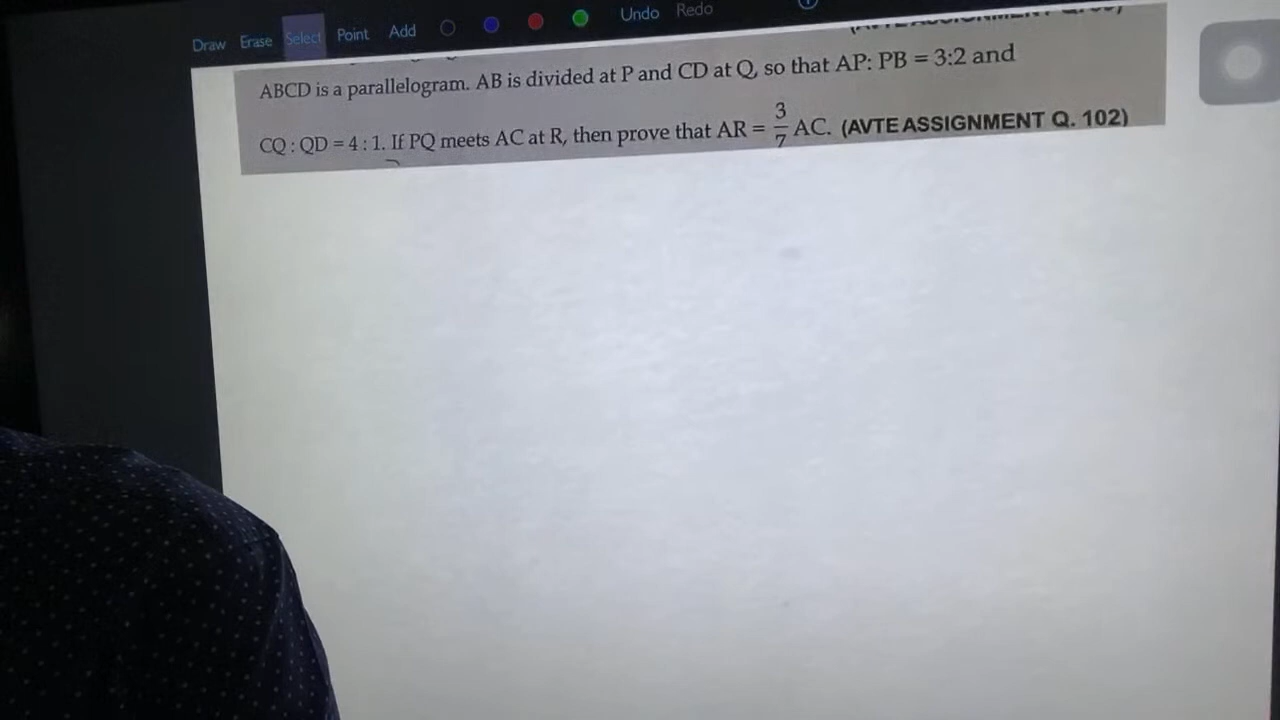 Draw Erase Select Point Add Undo Redo
ABCD is a parallelogram. AB is divided at P and CD at Q, so that AP: PB = 3:2 and
CQ : QD = 4 : 1. If PQ meets AC at R, then prove that AR = 3/7 AC. (AVTE ASSIGNMENT Q. 102)